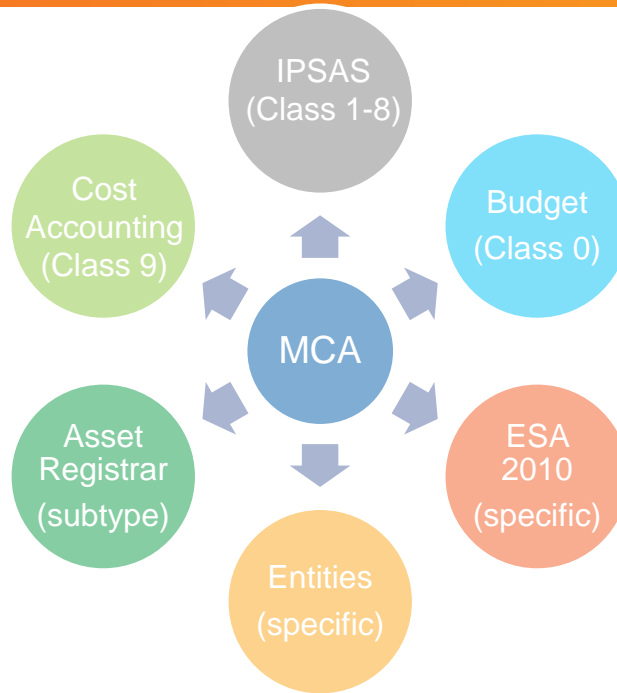 IPSAS
(Class 1-8)
Cost
Accounting
(Class 9)
Budget
(Class 0)
MCA
Asset
Registrar
(subtype)
ESA
2010
(specific)
Entities
(specific)